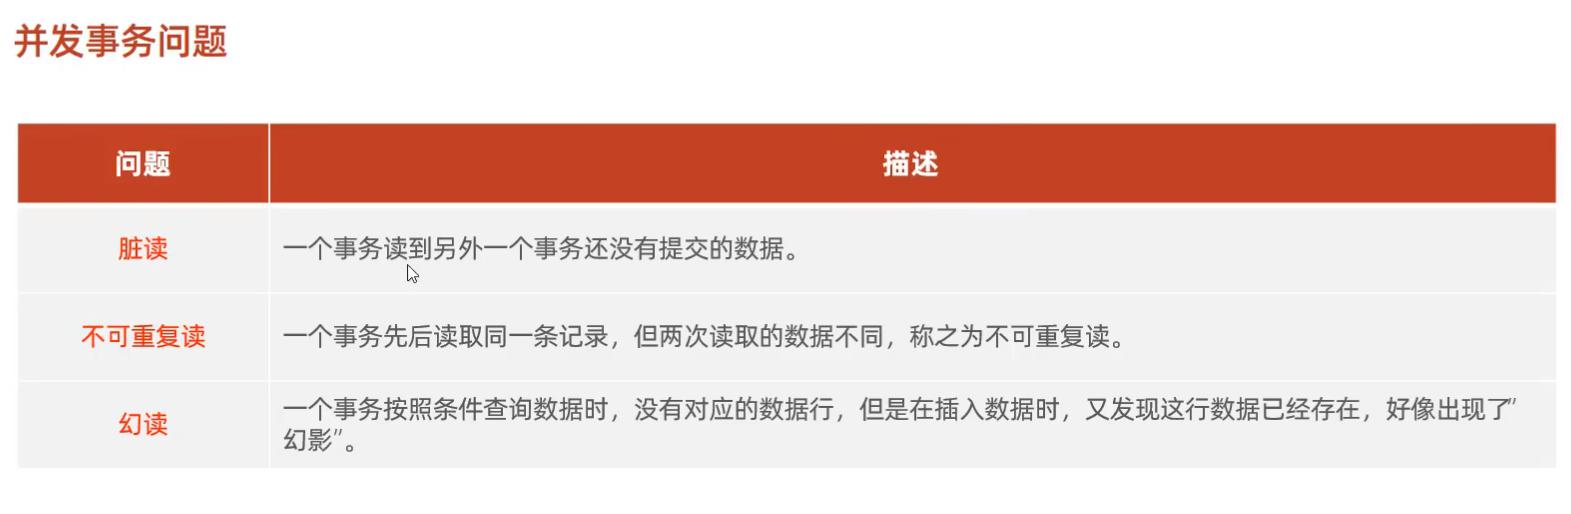 并发事务问题
问题
描述
脏读
一个事务读到另外一个事务还没有提交的数据。
不可重复读
一个事务先后读取同一条记录，但两次读取的数据不同，称之为不可重复读。
幻读
一个事务按照条件查询数据时，没有对应的数据行，但是在插入数据时，又发现这行数据已经存在，好像出现了"
幻影"。